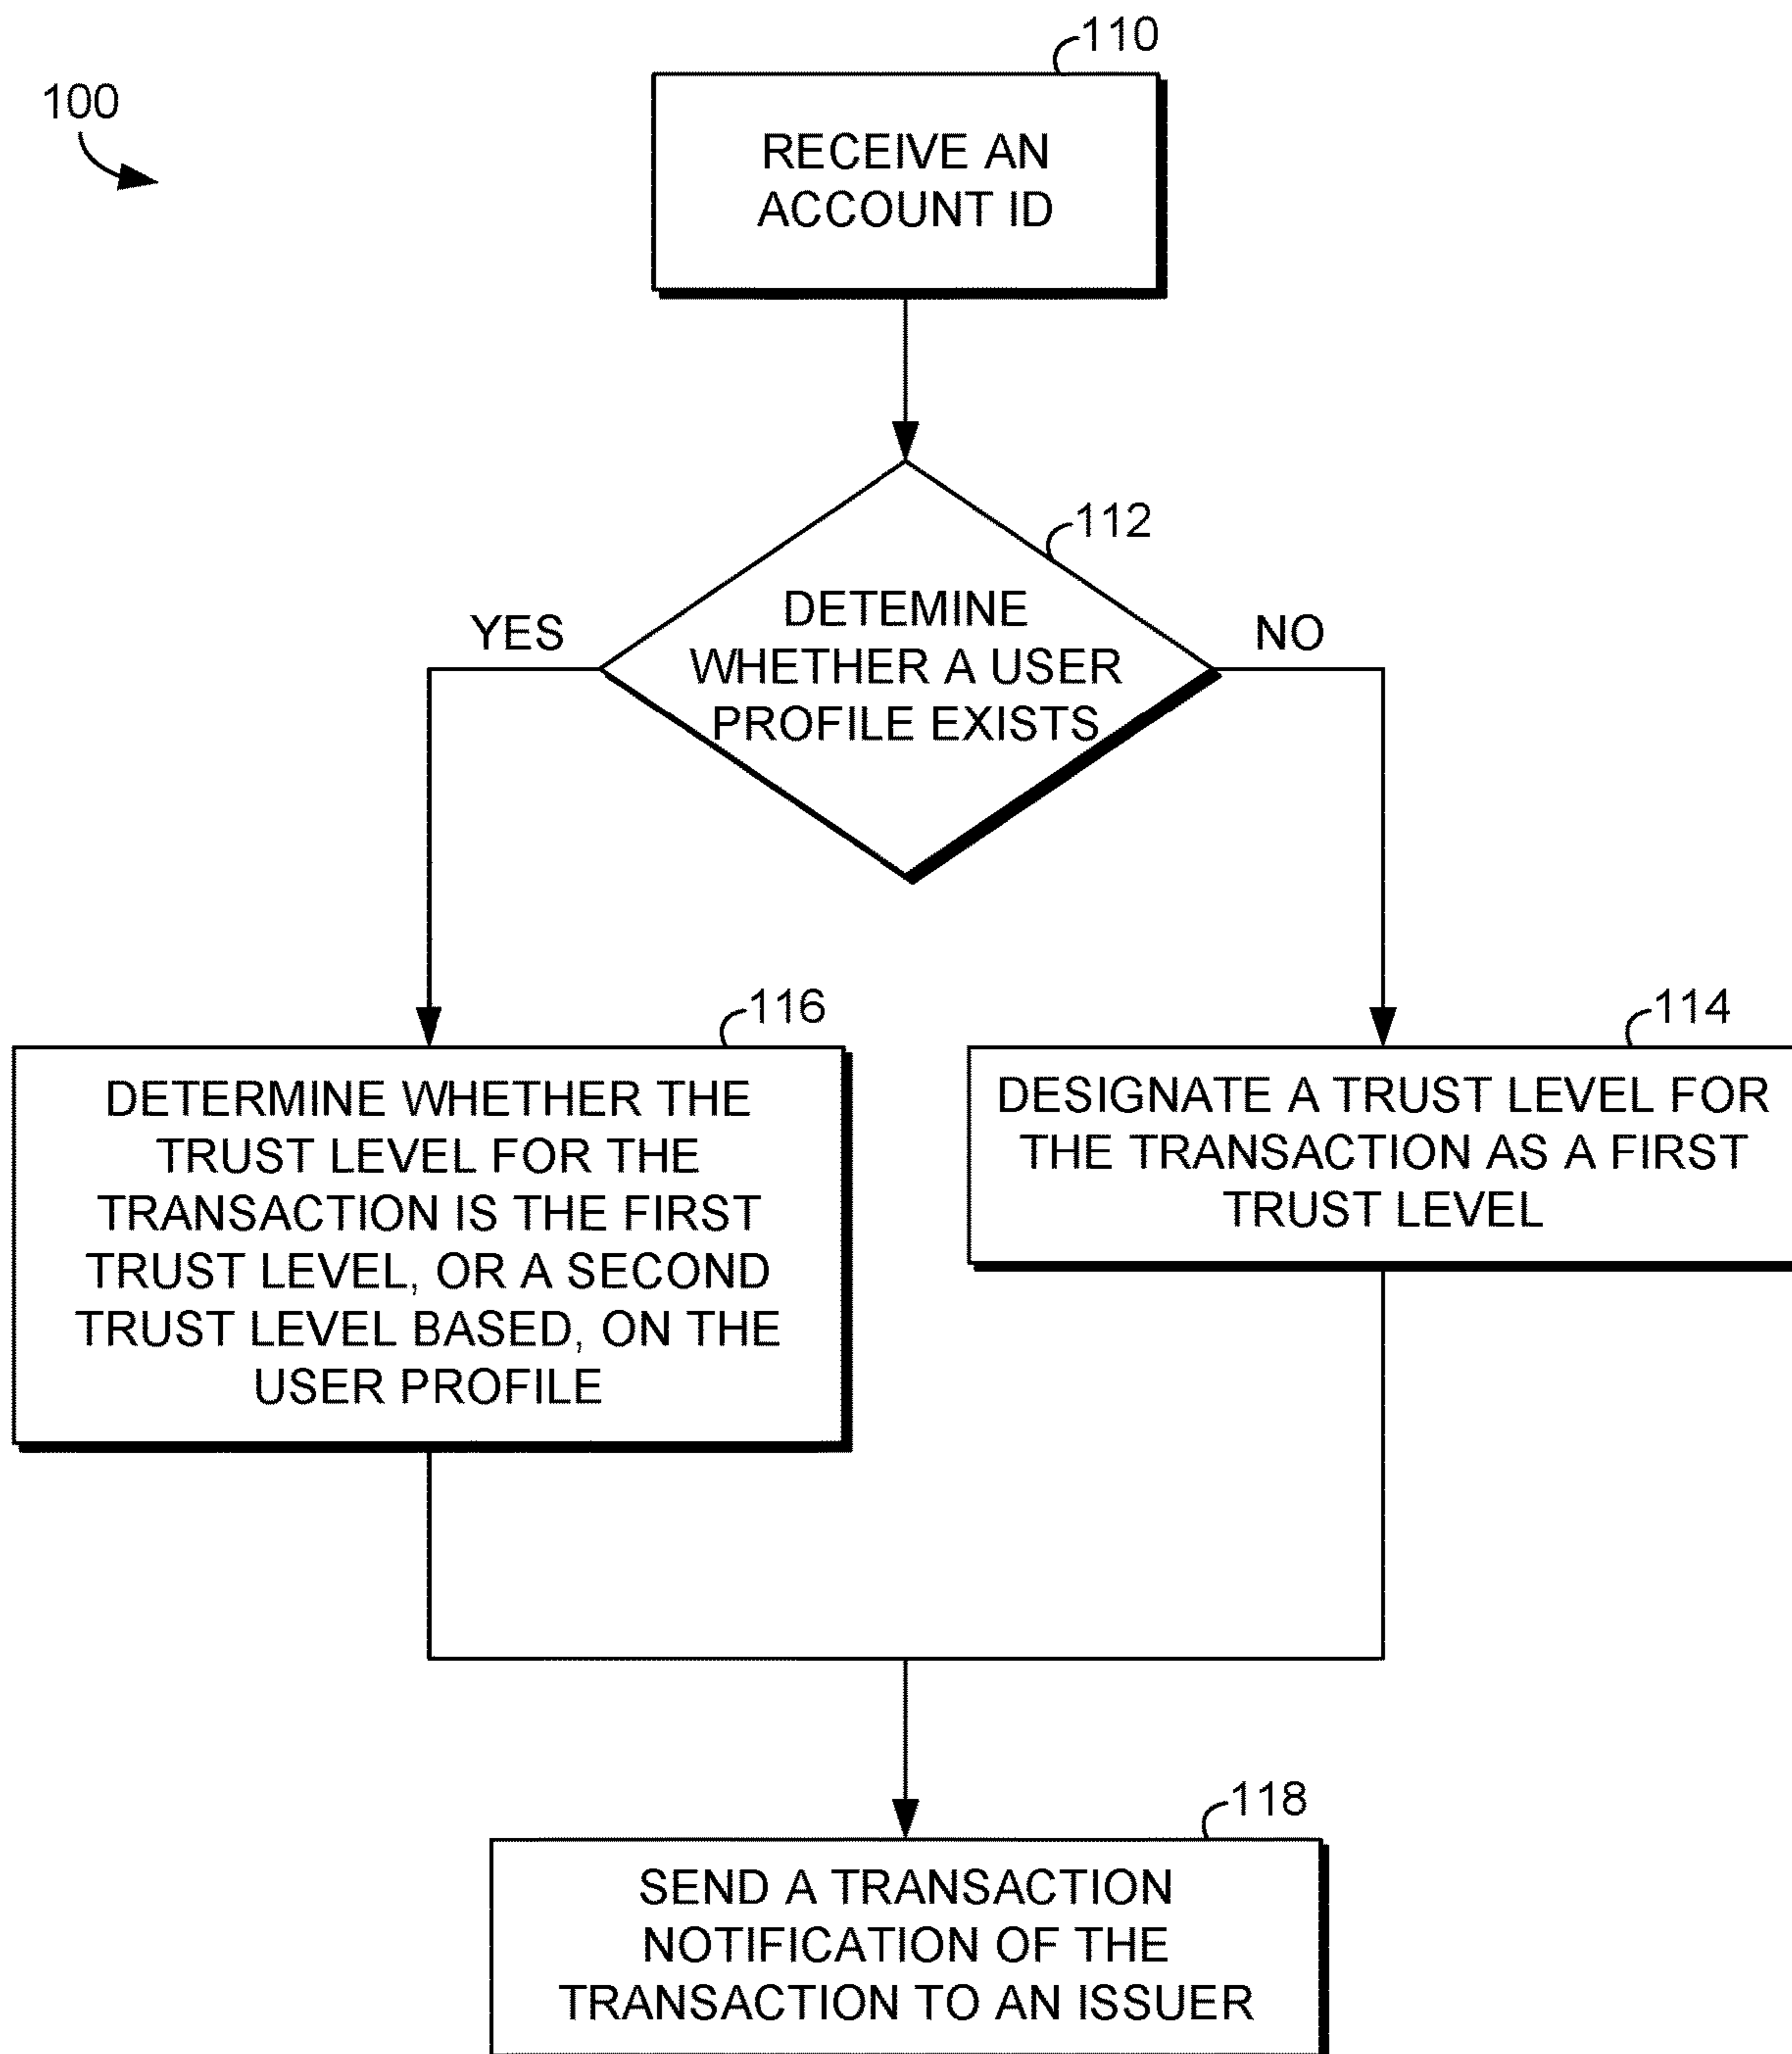 100
110
RECEIVE AN
ACCOUNT ID
112
DETEMINE
WHETHER A USER
PROFILE EXISTS
YES
NO
116
DETERMINE WHETHER THE
TRUST LEVEL FOR THE
TRANSACTION IS THE FIRST
TRUST LEVEL, OR A SECOND
TRUST LEVEL BASED, ON THE
USER PROFILE
114
DESIGNATE A TRUST LEVEL FOR
THE TRANSACTION AS A FIRST
TRUST LEVEL
118
SEND A TRANSACTION
NOTIFICATION OF THE
TRANSACTION TO AN ISSUER